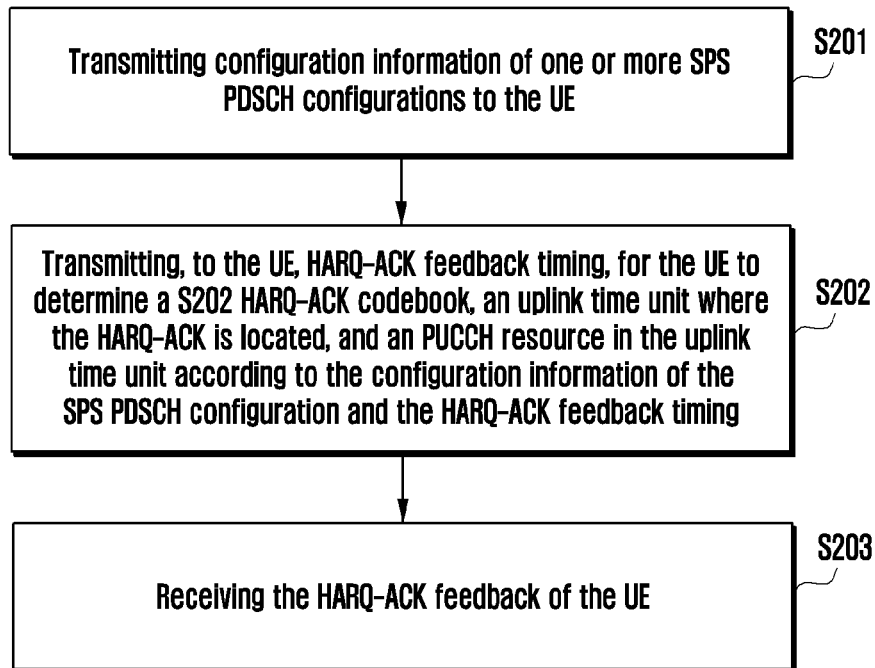 Transmitting configuration information of one or more SPS
PDSCH configurations to the UE
S201
Transmitting, to the UE, HARQ-ACK feedback timing, for the UE to
determine a S202 HARQ-ACK codebook, an uplink time unit where
the HARQ-ACK is located, and an PUCCH resource in the uplink
time unit according to the configuration information of the
SPS PDSCH configuration and the HARQ-ACK feedback timing
S202
Receiving the HARQ-ACK feedback of the UE
S203